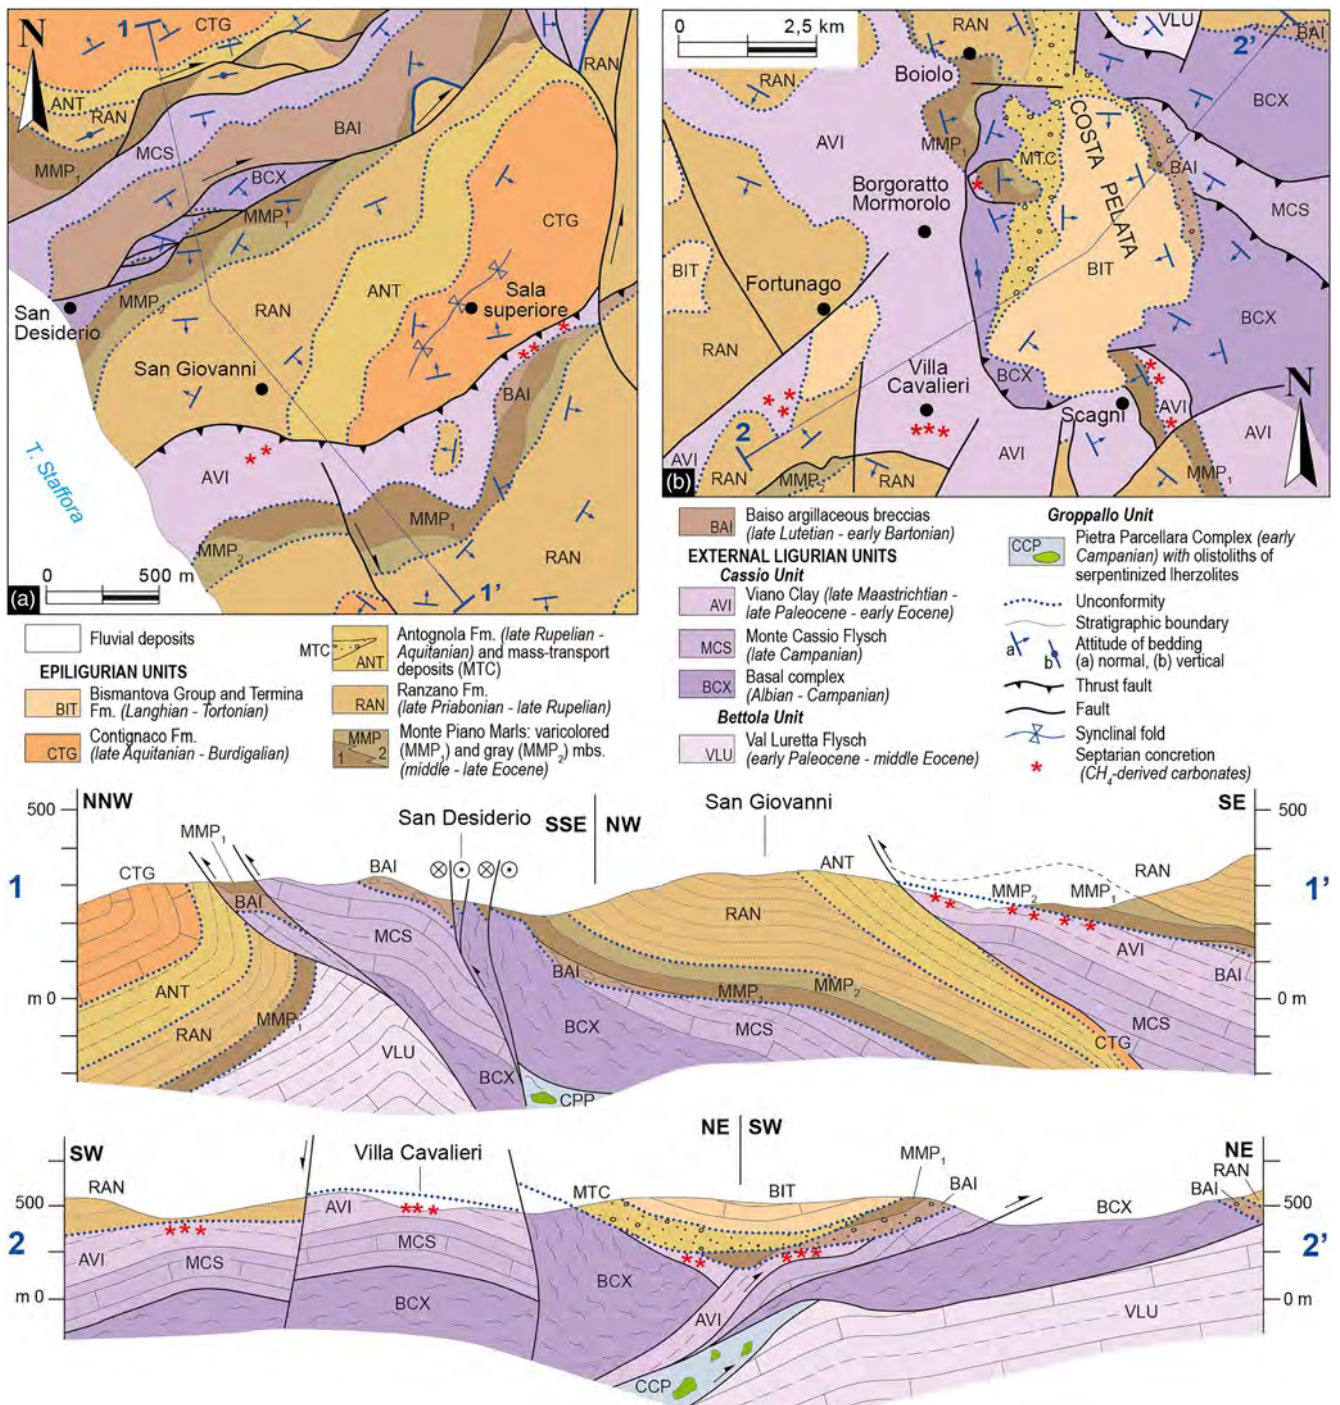 N
1
CTG
ANT
RAN
MMP1
MCS
BAI
BCX
MMP1
RAN
CTG
San
Desiderio
MMP2
RAN
ANT
Sala
superiore
San Giovanni
BAI
AVI
T. Staffora
MMP2
MMP1
RAN
0 500 m
1'
(a)
0 2,5 km
RAN
VLU
2'
BAI
Boiolo
RAN
BCX
AVI
MMP1
MTC
COSTA PELATA
BAI
Borgoratto
Mormorolo
MCS
BIT
BIT
Fortunago
RAN
BCX
Villa
Cavalieri
BCX
Scagni
N
AVI
2
AVI
AVI
AVI
RAN
MMP2
RAN
MMP1
(b)
Fluvial deposits
EPILIGURIAN UNITS
BIT
Bismantova Group and Termina
Fm. (Langhian - Tortonian)
CTG
Contignaco Fm.
(late Aquitanian - Burdigalian)
MTC
ANT
Antognola Fm. (late Rupelian -
Aquitanian) and mass-transport
deposits (MTC)
RAN
Ranzano Fm.
(late Priabonian - late Rupelian)
MMP
1 2
Monte Piano Marls: varicolored
(MMP1) and gray (MMP2) mbs.
(middle - late Eocene)
BAI
Baiso argillaceous breccias
(late Lutetian - early Bartonian)
EXTERNAL LIGURIAN UNITS
Cassio Unit
AVI
Viano Clay (late Maastrichtian -
late Paleocene - early Eocene)
MCS
Monte Cassio Flysch
(late Campanian)
BCX
Basal complex
(Albian - Campanian)
Bettola Unit
VLU
Val Luretta Flysch
(early Paleocene - middle Eocene)
Groppallo Unit
CCP
Pietra Parcellara Complex (early
Campanian) with olistoliths of
serpentinized lherzolites
Unconformity
Stratigraphic boundary
a b
Attitude of bedding
(a) normal, (b) vertical
Thrust fault
Fault
Synclinal fold
Septarian concretion
(CH4-derived carbonates)
500
NNW
San Desiderio
SSE
NW
San Giovanni
SE
500
MMP1
CTG
BAI
ANT
RAN
1
1'
MMP2
MMP1
BAI
RAN
MCS
AVI
BAI
BAI
ANT
MMP1
MMP2
m 0
0 m
RAN
MMP1
MCS
MCS
BCX
CTG
VLU
BCX
CPP
SW
Villa Cavalieri
NE
SW
MMP1
NE
RAN
MTC
BIT
BAI
RAN
BAI
500
AVI
BCX
500
2
2'
AVI
MCS
MCS
BCX
BCX
m 0
0 m
AVI
VLU
CCP